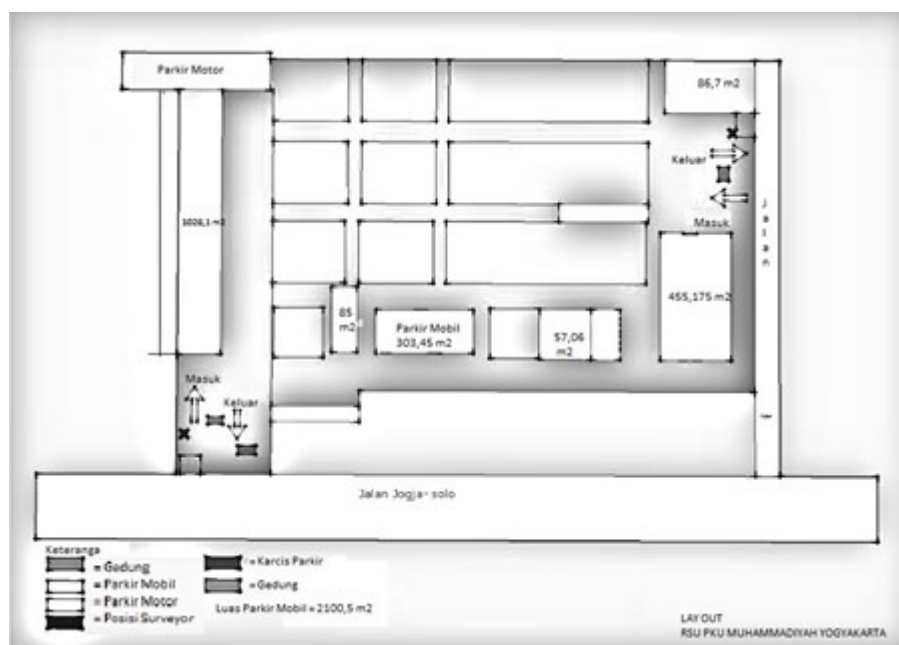 Parkir Motor
86,7 m2
Keluar
Masuk
Jalan
455,175 m2
85
m2
Parkir Mobil
303,45 m2
57,06
m2
Masuk
Keluar
Jalan Jogja- solo
Keteranga
= Gedung
= Parkir Mobil
= Parkir Motor
= Posisi Surveyor
= Karcis Parkir
= Gedung
Luas Parkir Mobil = 2100,5 m2
LAY OUT
RSU PKU MUHAMMADIYAH YOGYAKARTA